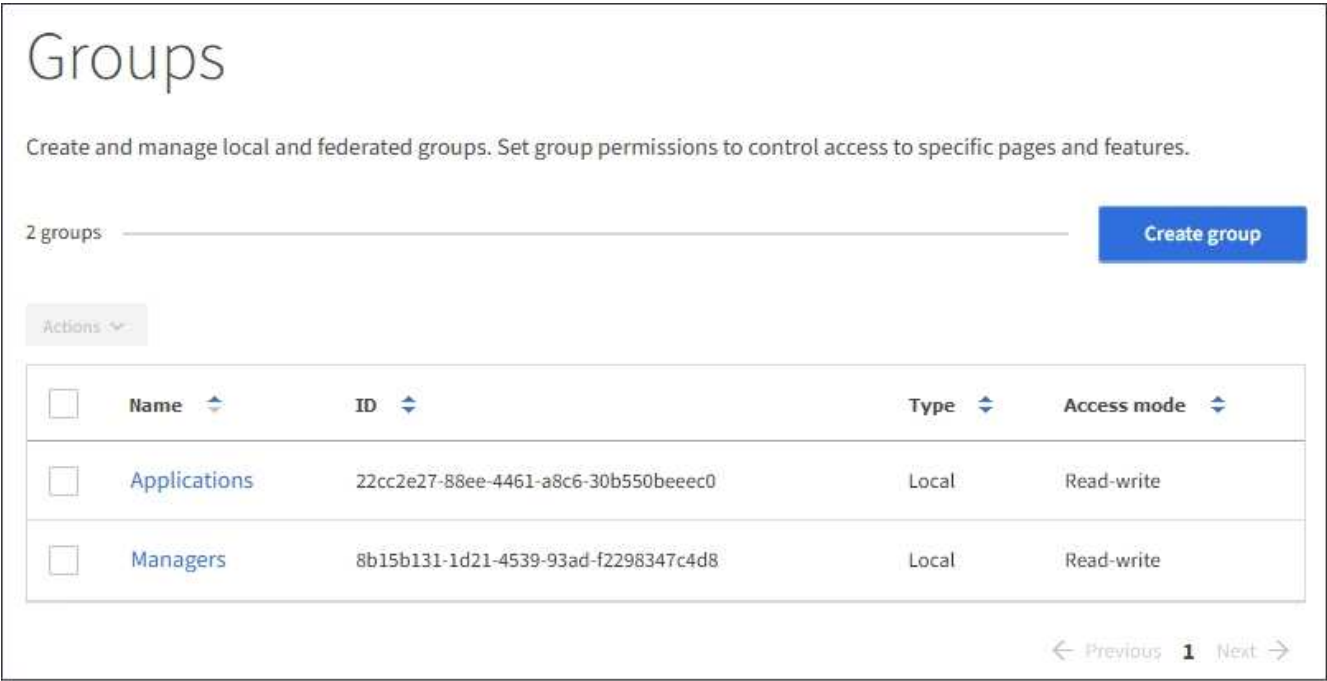 Groups
Create and manage local and federated groups. Set group permissions to control access to specific pages and features.
2 groups
Create group
Actions
Name ID Type Access mode
Applications 22cc2e27-88ee-4461-a8c6-30b550beeec0 Local Read-write
Managers 8b15b131-1d21-4539-93ad-f2298347c4d8 Local Read-write
← Previous 1 Next →